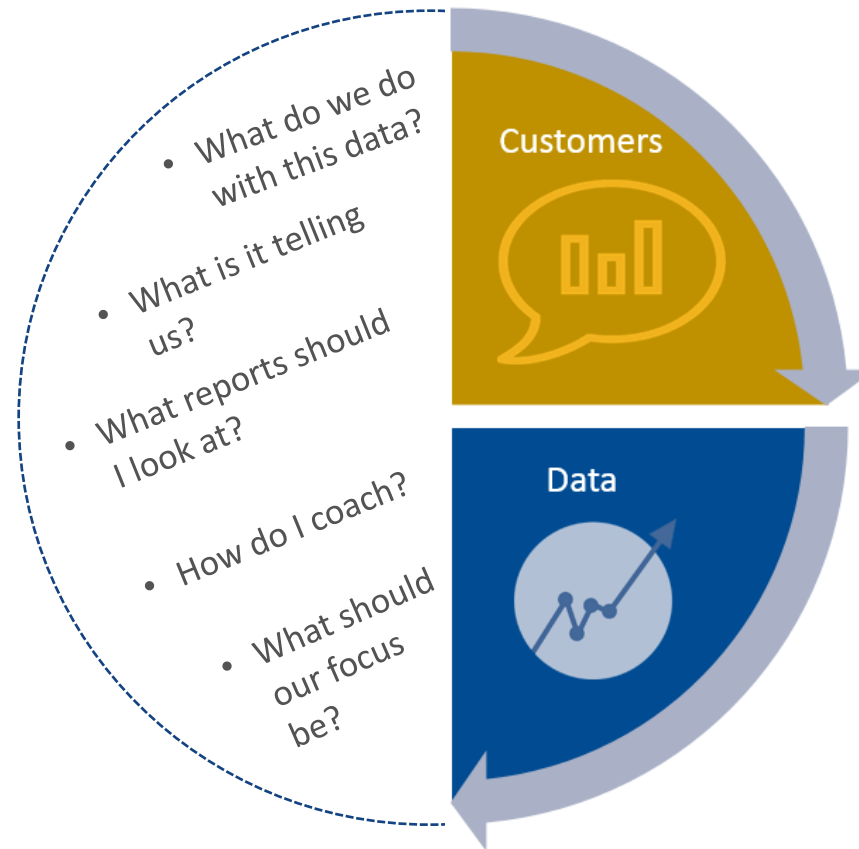 • What do we do
with this data?
• What is it telling
us?
• What reports should
I look at?
• How do I coach?
• What should
our focus
be?
Customers
Data